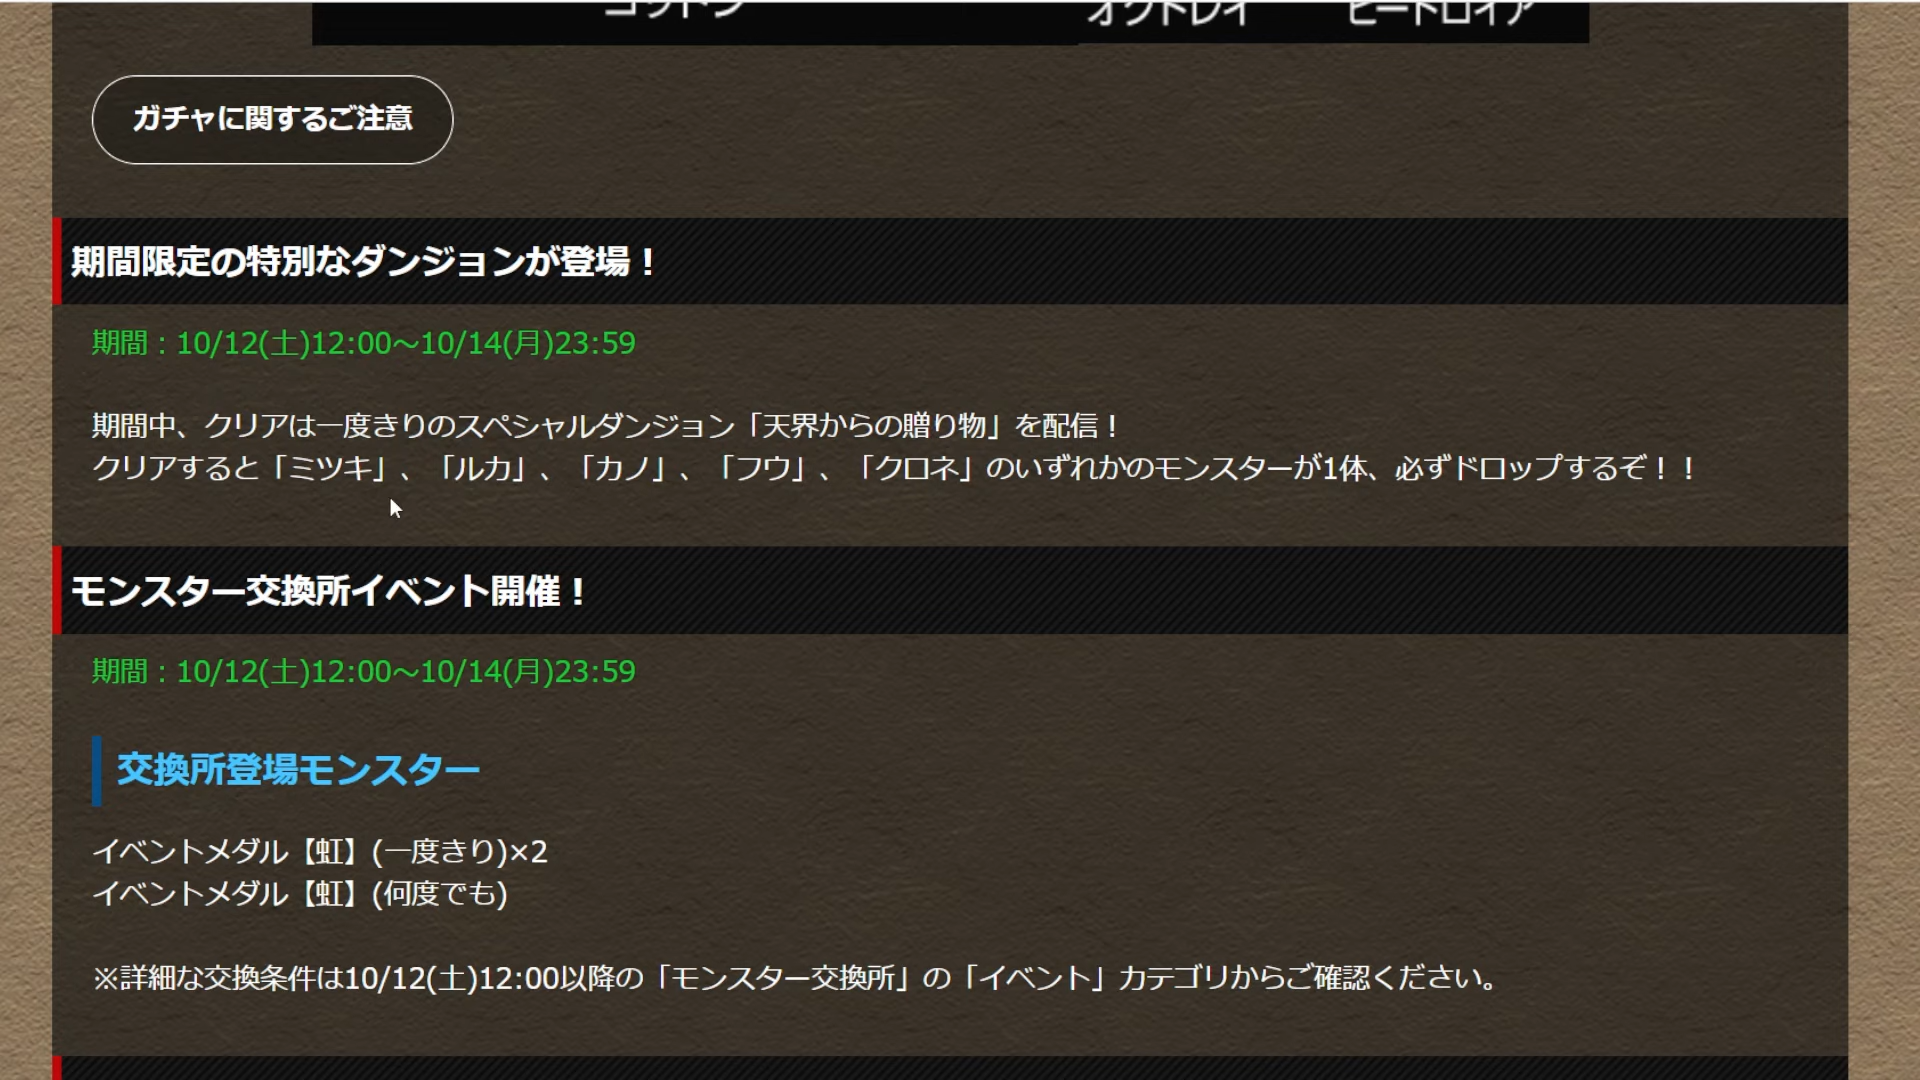 オクトレイ ビートロイア
ガチャに関するご注意
期間限定の特別なダンジョンが登場！
期間：10/12(土)12:00～10/14(月)23:59
期間中、クリアは一度きりのスペシャルダンジョン「天界からの贈り物」を配信！
クリアすると「ミツキ」、「ルカ」、「カノ」、「フウ」、「クロネ」のいずれかのモンスターが1体、必ずドロップするぞ！！
モンスター交換所イベント開催！
期間：10/12(土)12:00～10/14(月)23:59
交換所登場モンスター
イベントメダル【虹】(一度きり)×2
イベントメダル【虹】(何度でも)
※詳細な交換条件は10/12(土)12:00以降の「モンスター交換所」の「イベント」カテゴリからご確認ください。